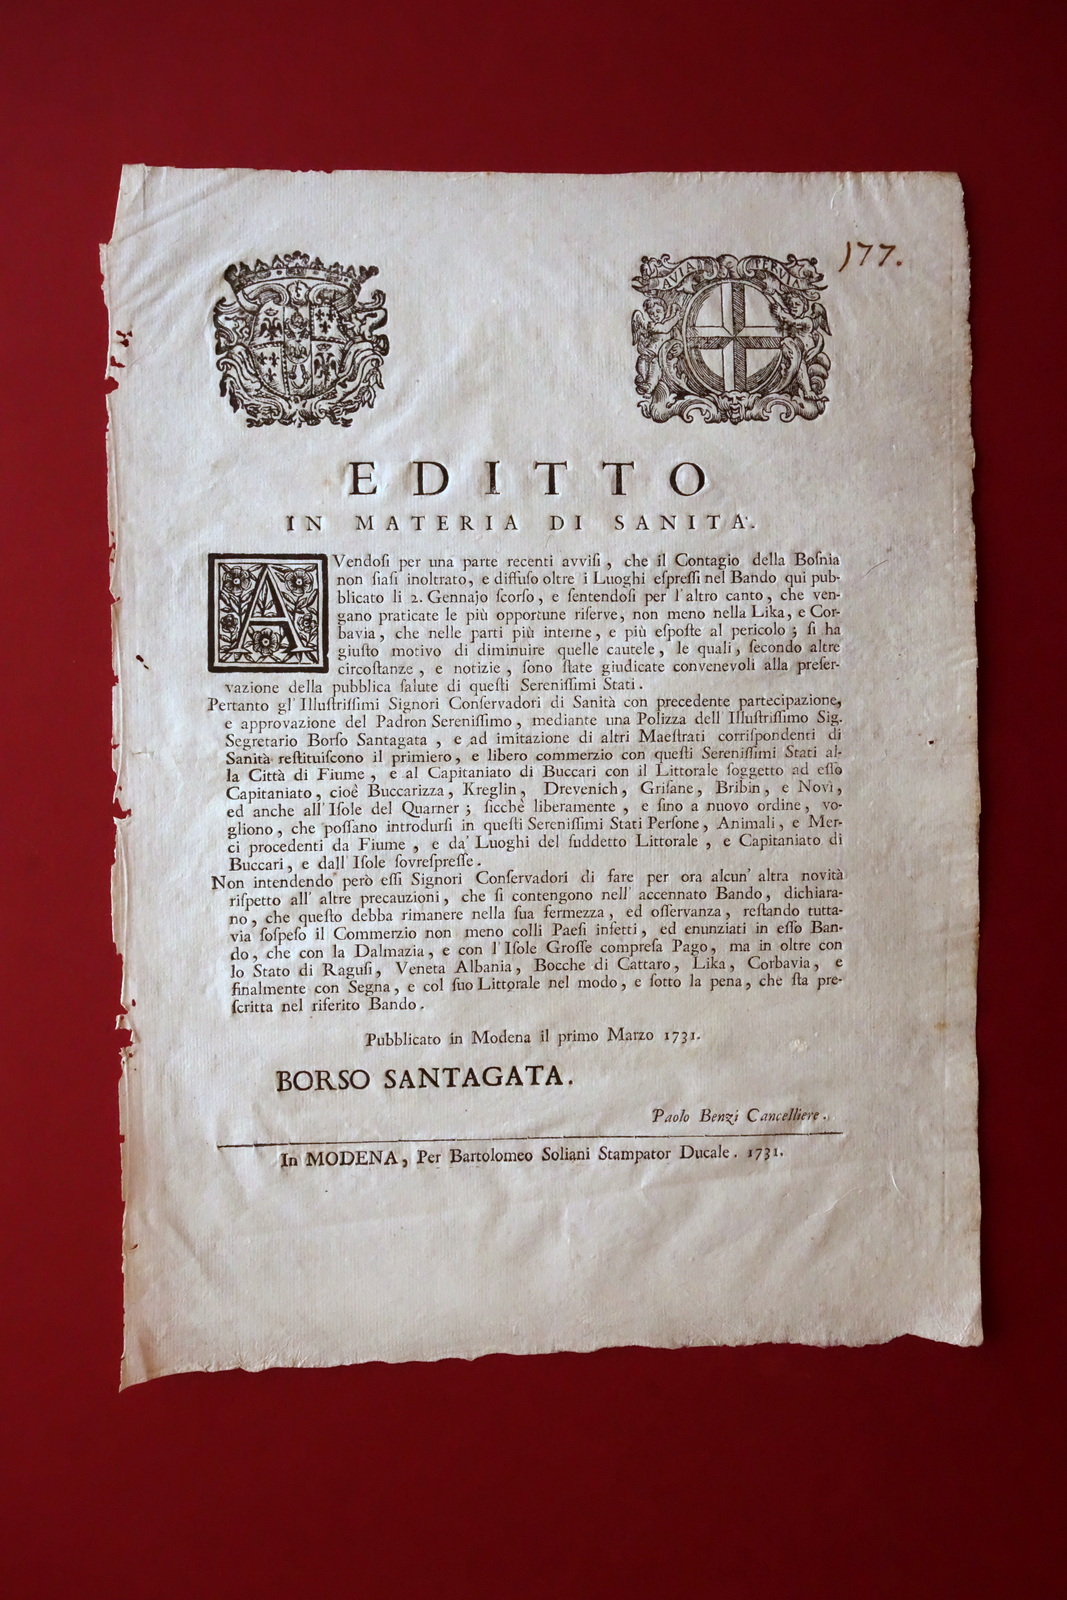 177.
AVIA PERVIA
EDITTO
IN MATERIA DI SANITA'.
AVendoſi per una parte recenti avviſi, che il Contagio della Boſnia
non ſiaſi inoltrato, e diffuſo oltre i Luoghi eſpreſſi nel Bando qui pub-
blicato li 2. Gennajo ſcorſo, e ſentendoſi per l'altro canto, che ven-
gano praticate le più opportune riſerve, non meno nella Lika, e Cor-
bavia, che nelle parti più interne, e più eſpoſte al pericolo; ſi ha
giuſto motivo di diminuire quelle cautele, le quali, ſecondo altre
circoſtanze, e notizie, ſono ſtate giudicate convenevoli alla preſer-
vazione della pubblica ſalute di queſti Sereniſſimi Stati.
Pertanto gl'Illuſtriſſimi Signori Conſervadori di Sanità con precedente partecipazione,
e approvazione del Padron Sereniſſimo, mediante una Polizza dell'Illuſtriſſimo Sig.
Segretario Borſo Santagata, e ad imitazione di altri Maeſtrati corriſpondenti di
Sanità reſtituiſcono il primiero, e libero commerzio con queſti Sereniſſimi Stati al-
la Città di Fiume, e al Capitaniato di Buccari con il Littorale ſoggetto ad eſſo
Capitaniato, cioè Buccarizza, Kreglin, Drevenich, Griſane, Bribin, e Novì,
ed anche all'Iſole del Quarner; ſicchè liberamente, e ſino a nuovo ordine, vo-
gliono, che poſſano introdurſi in queſti Sereniſſimi Stati Perſone, Animali, e Mer-
ci procedenti da Fiume, e da' Luoghi del ſuddetto Littorale, e Capitaniato di
Buccari, e dall'Iſole ſovreſpreſſe.
Non intendendo però eſſi Signori Conſervadori di fare per ora alcun' altra novità
riſpetto all' altre precauzioni, che ſi contengono nell' accennato Bando, dichiara-
no, che queſto debba rimanere nella ſua fermezza, ed oſſervanza, reſtando tutta-
via ſoſpeſo il Commerzio non meno colli Paeſi infetti, ed enunziati in eſſo Ban-
do, che con la Dalmazia, e con l'Iſole Groſſe compreſa Pago, ma in oltre con
lo Stato di Raguſi, Veneta Albania, Bocche di Cattaro, Lika, Corbavia, e
finalmente con Segna, e col ſuo Littorale nel modo, e ſotto la pena, che ſta pre-
ſcritta nel riferito Bando.
Pubblicato in Modena il primo Marzo 1731.
BORSO SANTAGATA.
Paolo Benzi Cancelliere.
In MODENA, Per Bartolomeo Soliani Stampator Ducale. 1731.